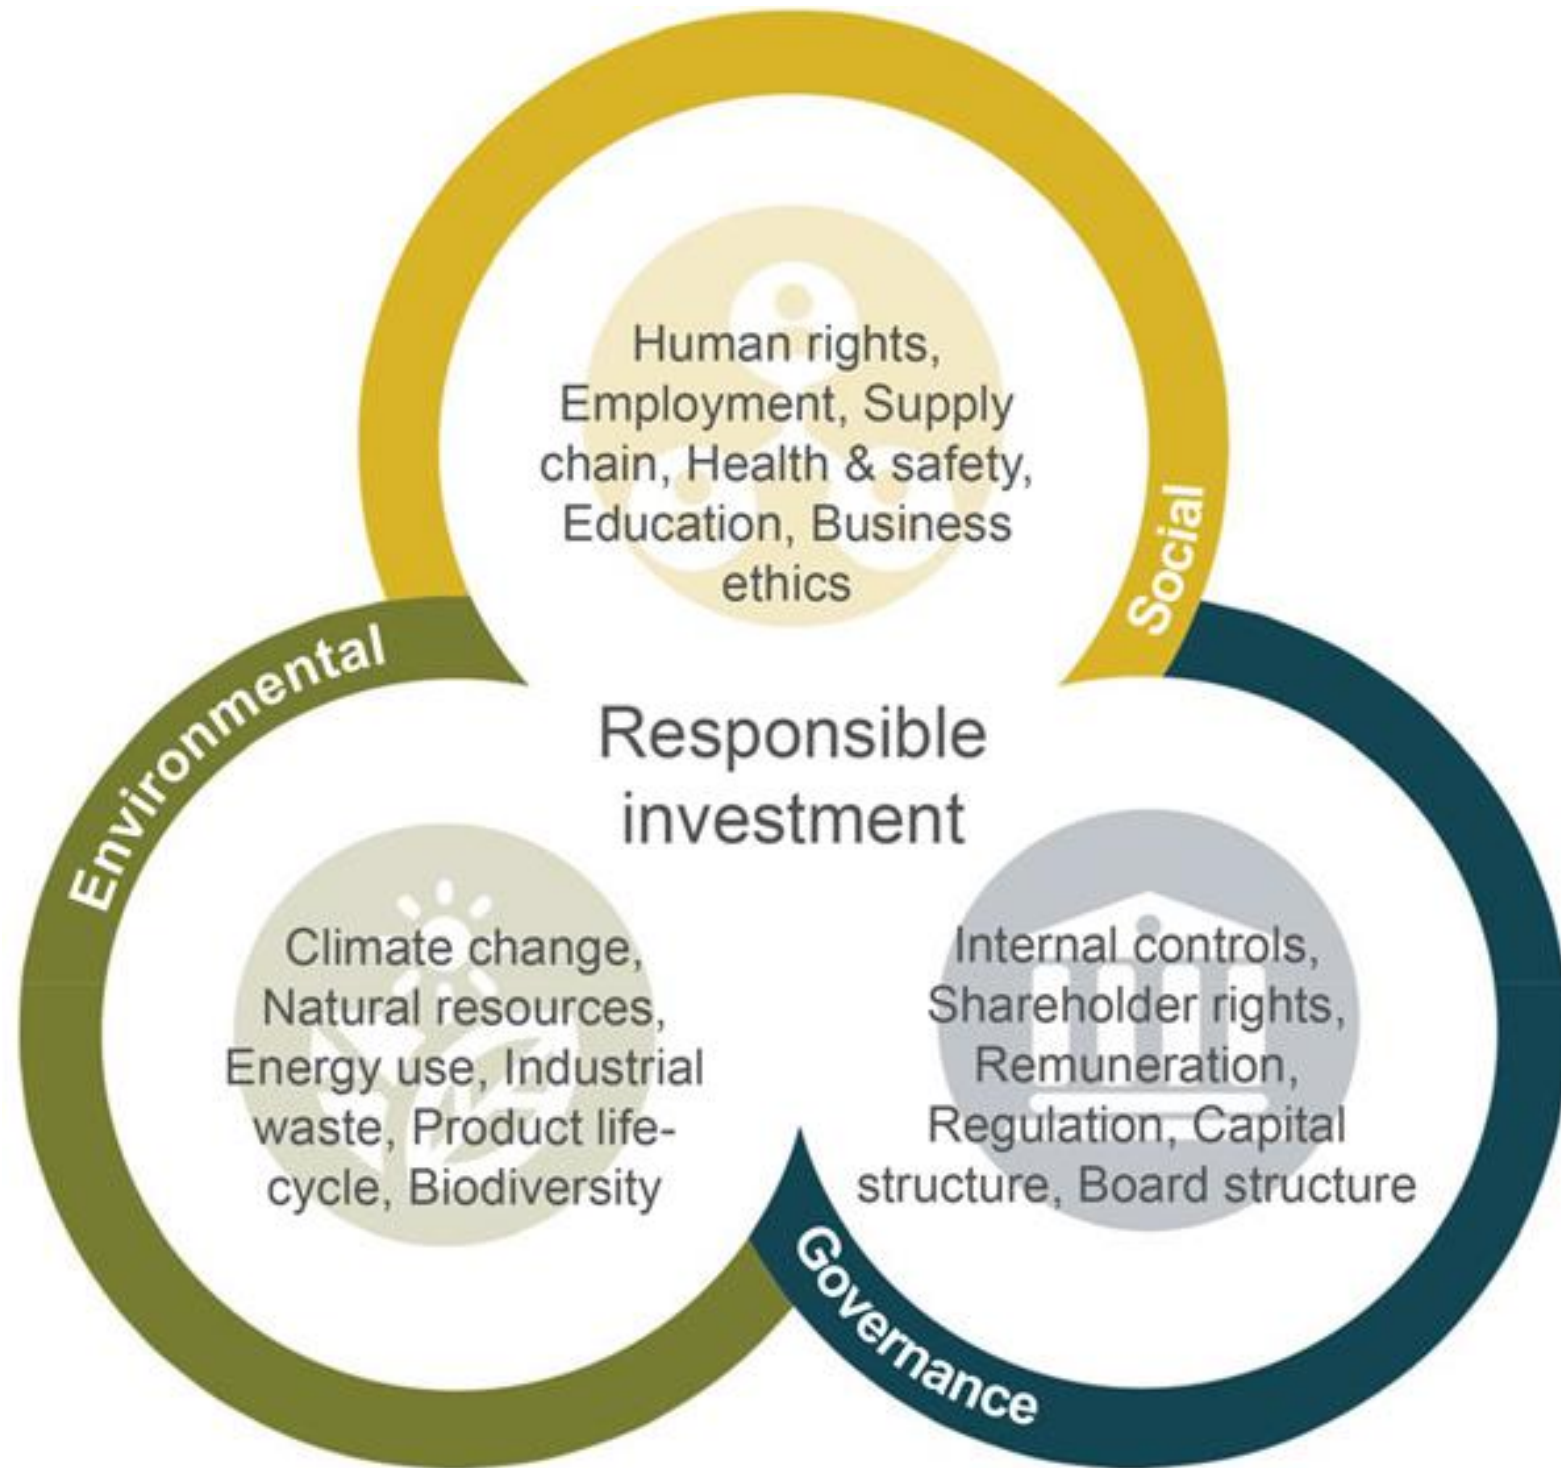 Human rights,
Employment, Supply
chain, Health & safety,
Education, Business
ethics
Social
Environmental
Responsible
investment
Climate change,
Natural resources,
Energy use, Industrial
waste, Product life-
cycle, Biodiversity
Internal controls,
Shareholder rights,
Remuneration,
Regulation, Capital
structure, Board structure
Governance